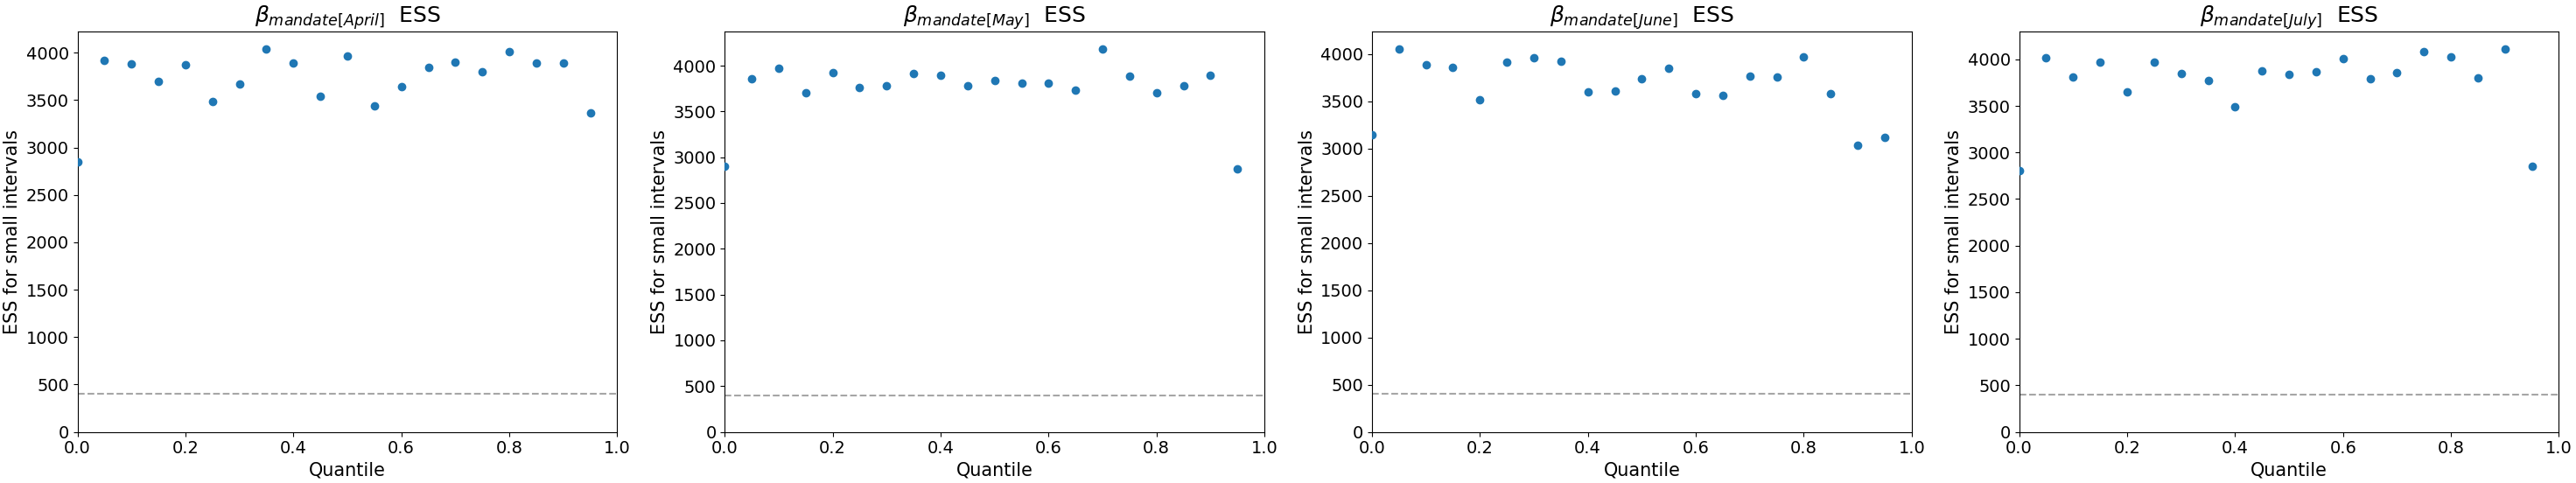 β_mandate[April] ESS
ESS for small intervals
4000
3500
3000
2500
2000
1500
1000
500
0
0.0 0.2 0.4 0.6 0.8 1.0
Quantile
β_mandate[May] ESS
ESS for small intervals
4000
3500
3000
2500
2000
1500
1000
500
0
0.0 0.2 0.4 0.6 0.8 1.0
Quantile
β_mandate[June] ESS
ESS for small intervals
4000
3500
3000
2500
2000
1500
1000
500
0
0.0 0.2 0.4 0.6 0.8 1.0
Quantile
β_mandate[July] ESS
ESS for small intervals
4000
3500
3000
2500
2000
1500
1000
500
0
0.0 0.2 0.4 0.6 0.8 1.0
Quantile